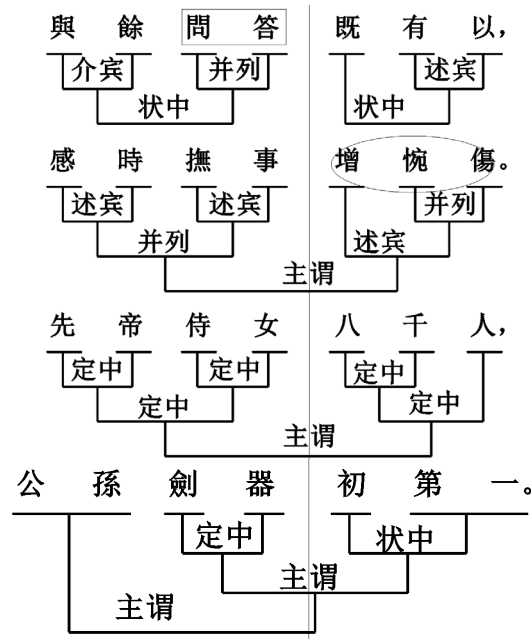 與餘問答既有以，
介宾 并列 述宾
状中 状中
感時撫事增惋傷。
述宾 述宾 并列
并列 述宾
主谓
先帝侍女八千人，
定中 定中 定中
定中 定中
主谓
公孫劍器初第一。
定中 状中
主谓
主谓